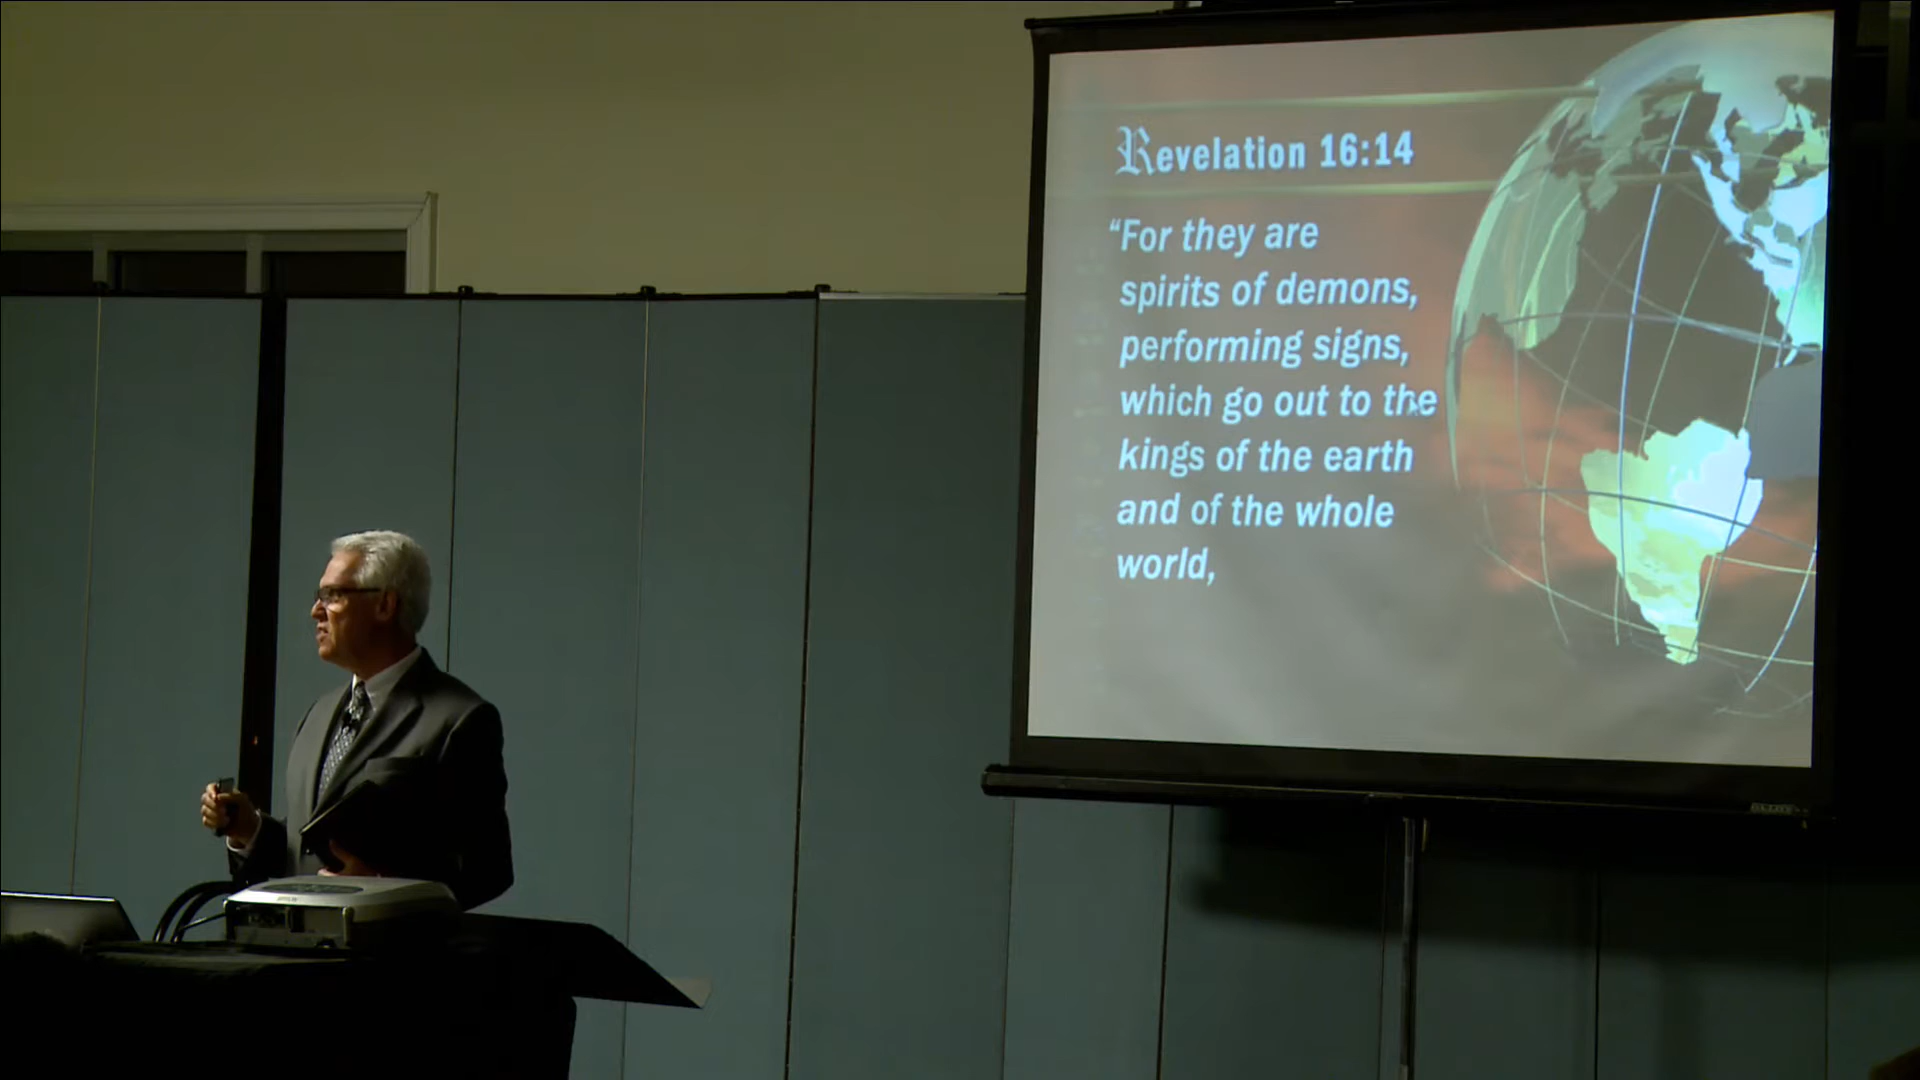 Revelation 16:14
“For they are
spirits of demons,
performing signs,
which go out to the
kings of the earth
and of the whole
world,